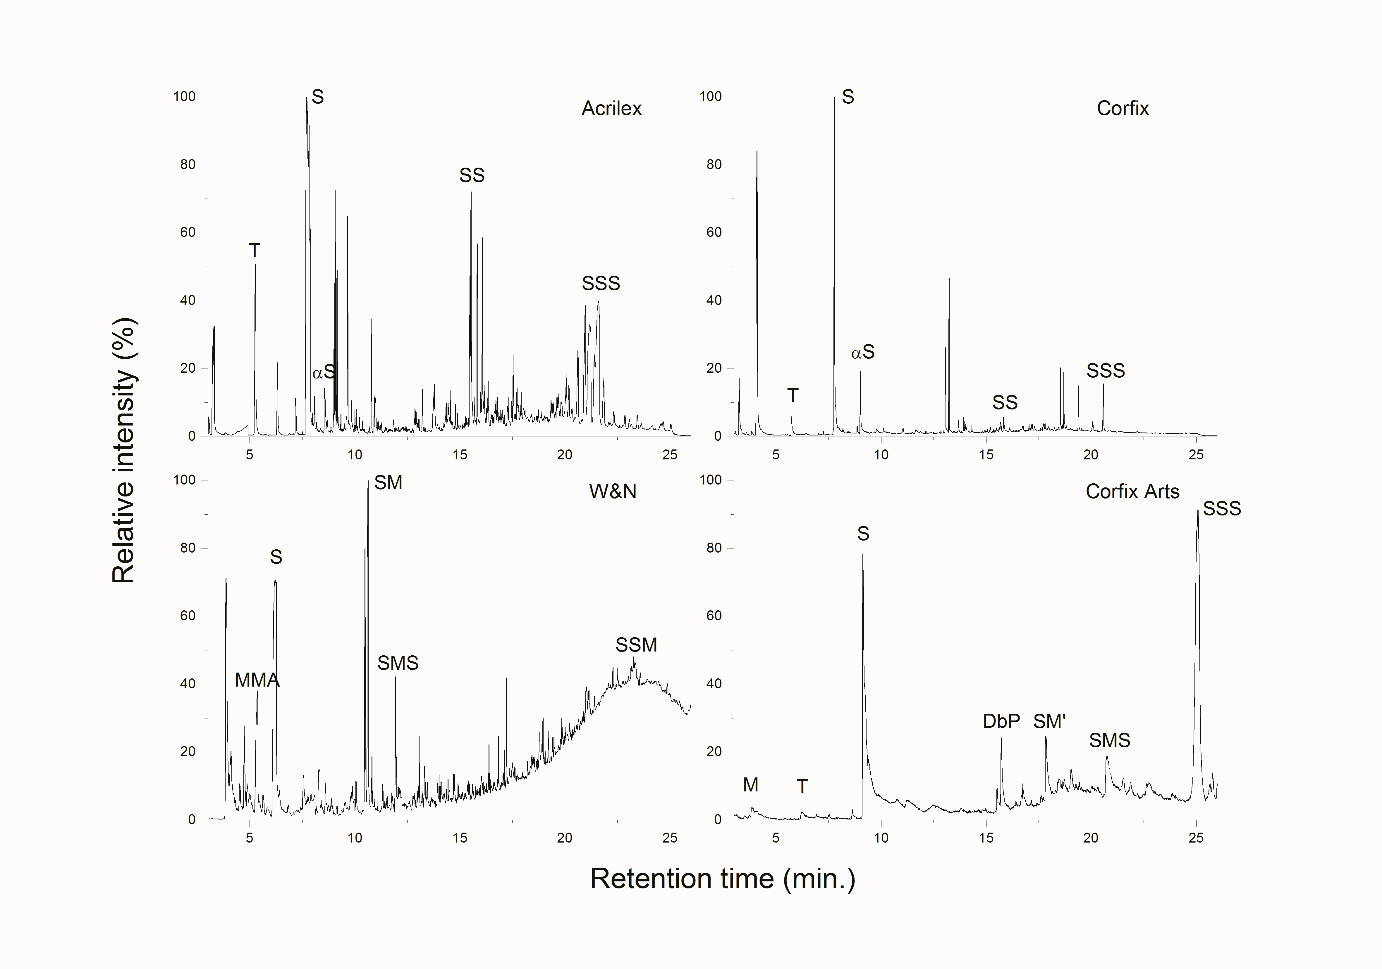 Relative intensity (%)
Acrilex
100
80
60
40
20
0
5
10
15
20
25
S
T
αS
SS
SSS
Corfix
100
80
60
40
20
0
5
10
15
20
25
S
T
αS
SS
SSS
W&N
100
80
60
40
20
0
5
10
15
20
25
SM
S
MMA
SMS
SSM
Corfix Arts
100
80
60
40
20
0
5
10
15
20
25
SSS
S
M
T
DbP
SM'
SMS
Retention time (min.)